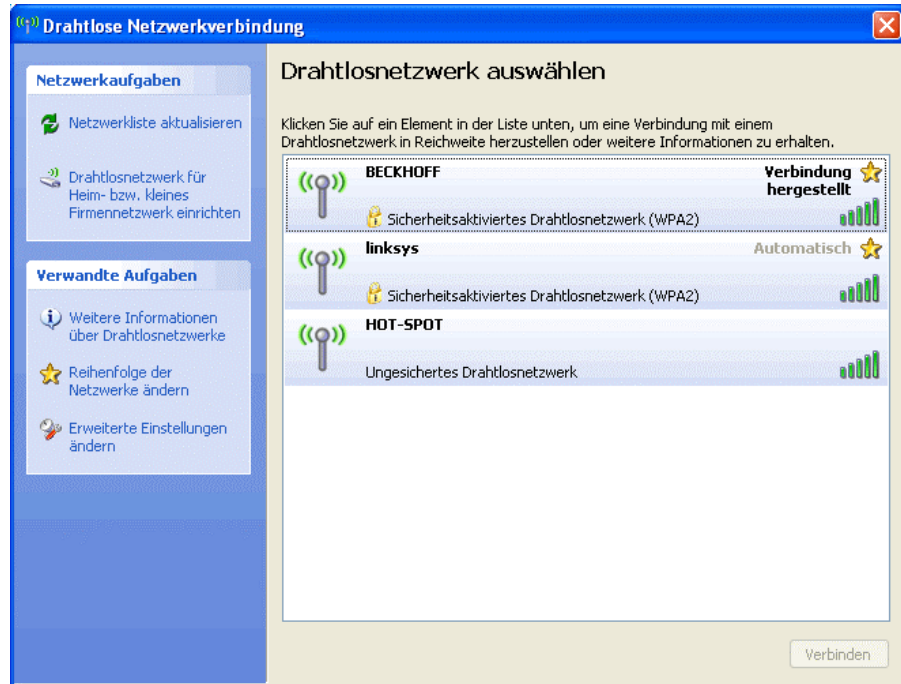 Drahtlose Netzwerkverbindung
Netzwerkaufgaben
Netzwerkliste aktualisieren
Drahtlosnetzwerk für
Heim- bzw. kleines
Firmennetzwerk einrichten
Verwandte Aufgaben
Weitere Informationen
über Drahtlosnetzwerke
Reihenfolge der
Netzwerke ändern
Erweiterte Einstellungen
ändern
Drahtlosnetzwerk auswählen
Klicken Sie auf ein Element in der Liste unten, um eine Verbindung mit einem
Drahtlosnetzwerk in Reichweite herzustellen oder weitere Informationen zu erhalten.
BECKHOFF
Verbindung
hergestellt
Sicherheitsaktiviertes Drahtlosnetzwerk (WPA2)
linksys
Automatisch
Sicherheitsaktiviertes Drahtlosnetzwerk (WPA2)
HOT-SPOT
Ungesichertes Drahtlosnetzwerk
Verbinden